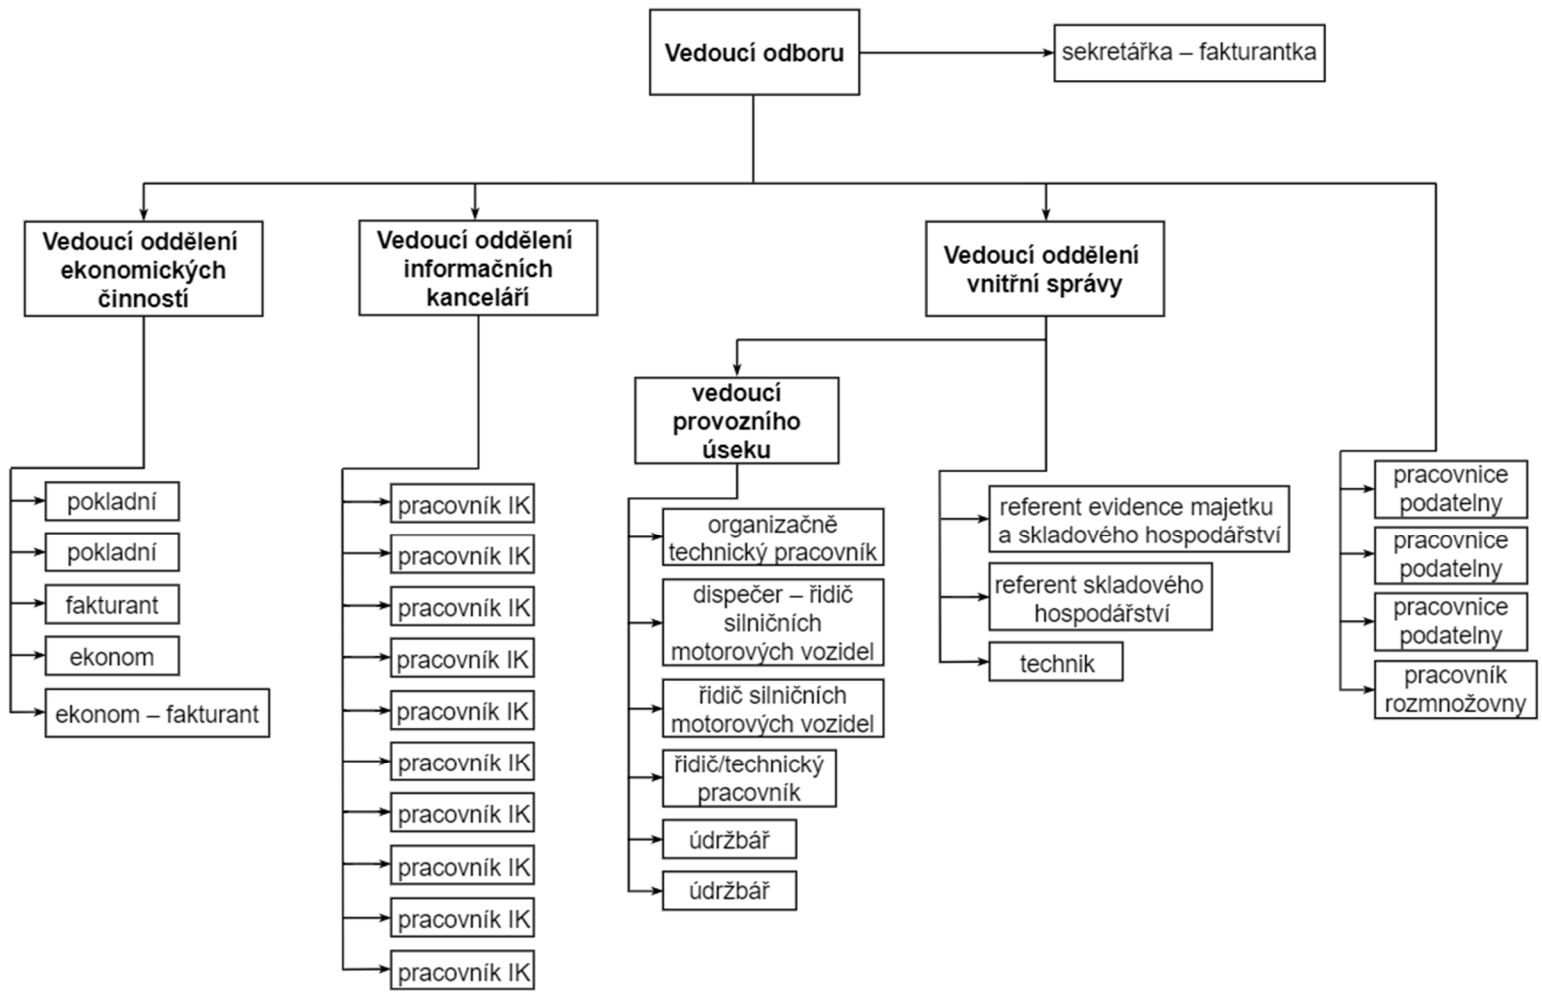 Vedoucí odboru
sekretářka – fakturantka
Vedoucí oddělení
ekonomických
činností
Vedoucí oddělení
informačních
kanceláří
Vedoucí oddělení
vnitřní správy
vedoucí
provozního
úseku
pokladní
pokladní
fakturant
ekonom
ekonom – fakturant
pracovník IK
pracovník IK
pracovník IK
pracovník IK
pracovník IK
pracovník IK
pracovník IK
pracovník IK
pracovník IK
pracovník IK
organizačně
technický pracovník
dispečer – řidič
silničních
motorových vozidel
řidič silničních
motorových vozidel
řidič/technický
pracovník
údržbář
údržbář
referent evidence majetku
a skladového hospodářství
referent skladového
hospodářství
technik
pracovnice
podatelny
pracovnice
podatelny
pracovnice
podatelny
pracovník
rozmnožovny